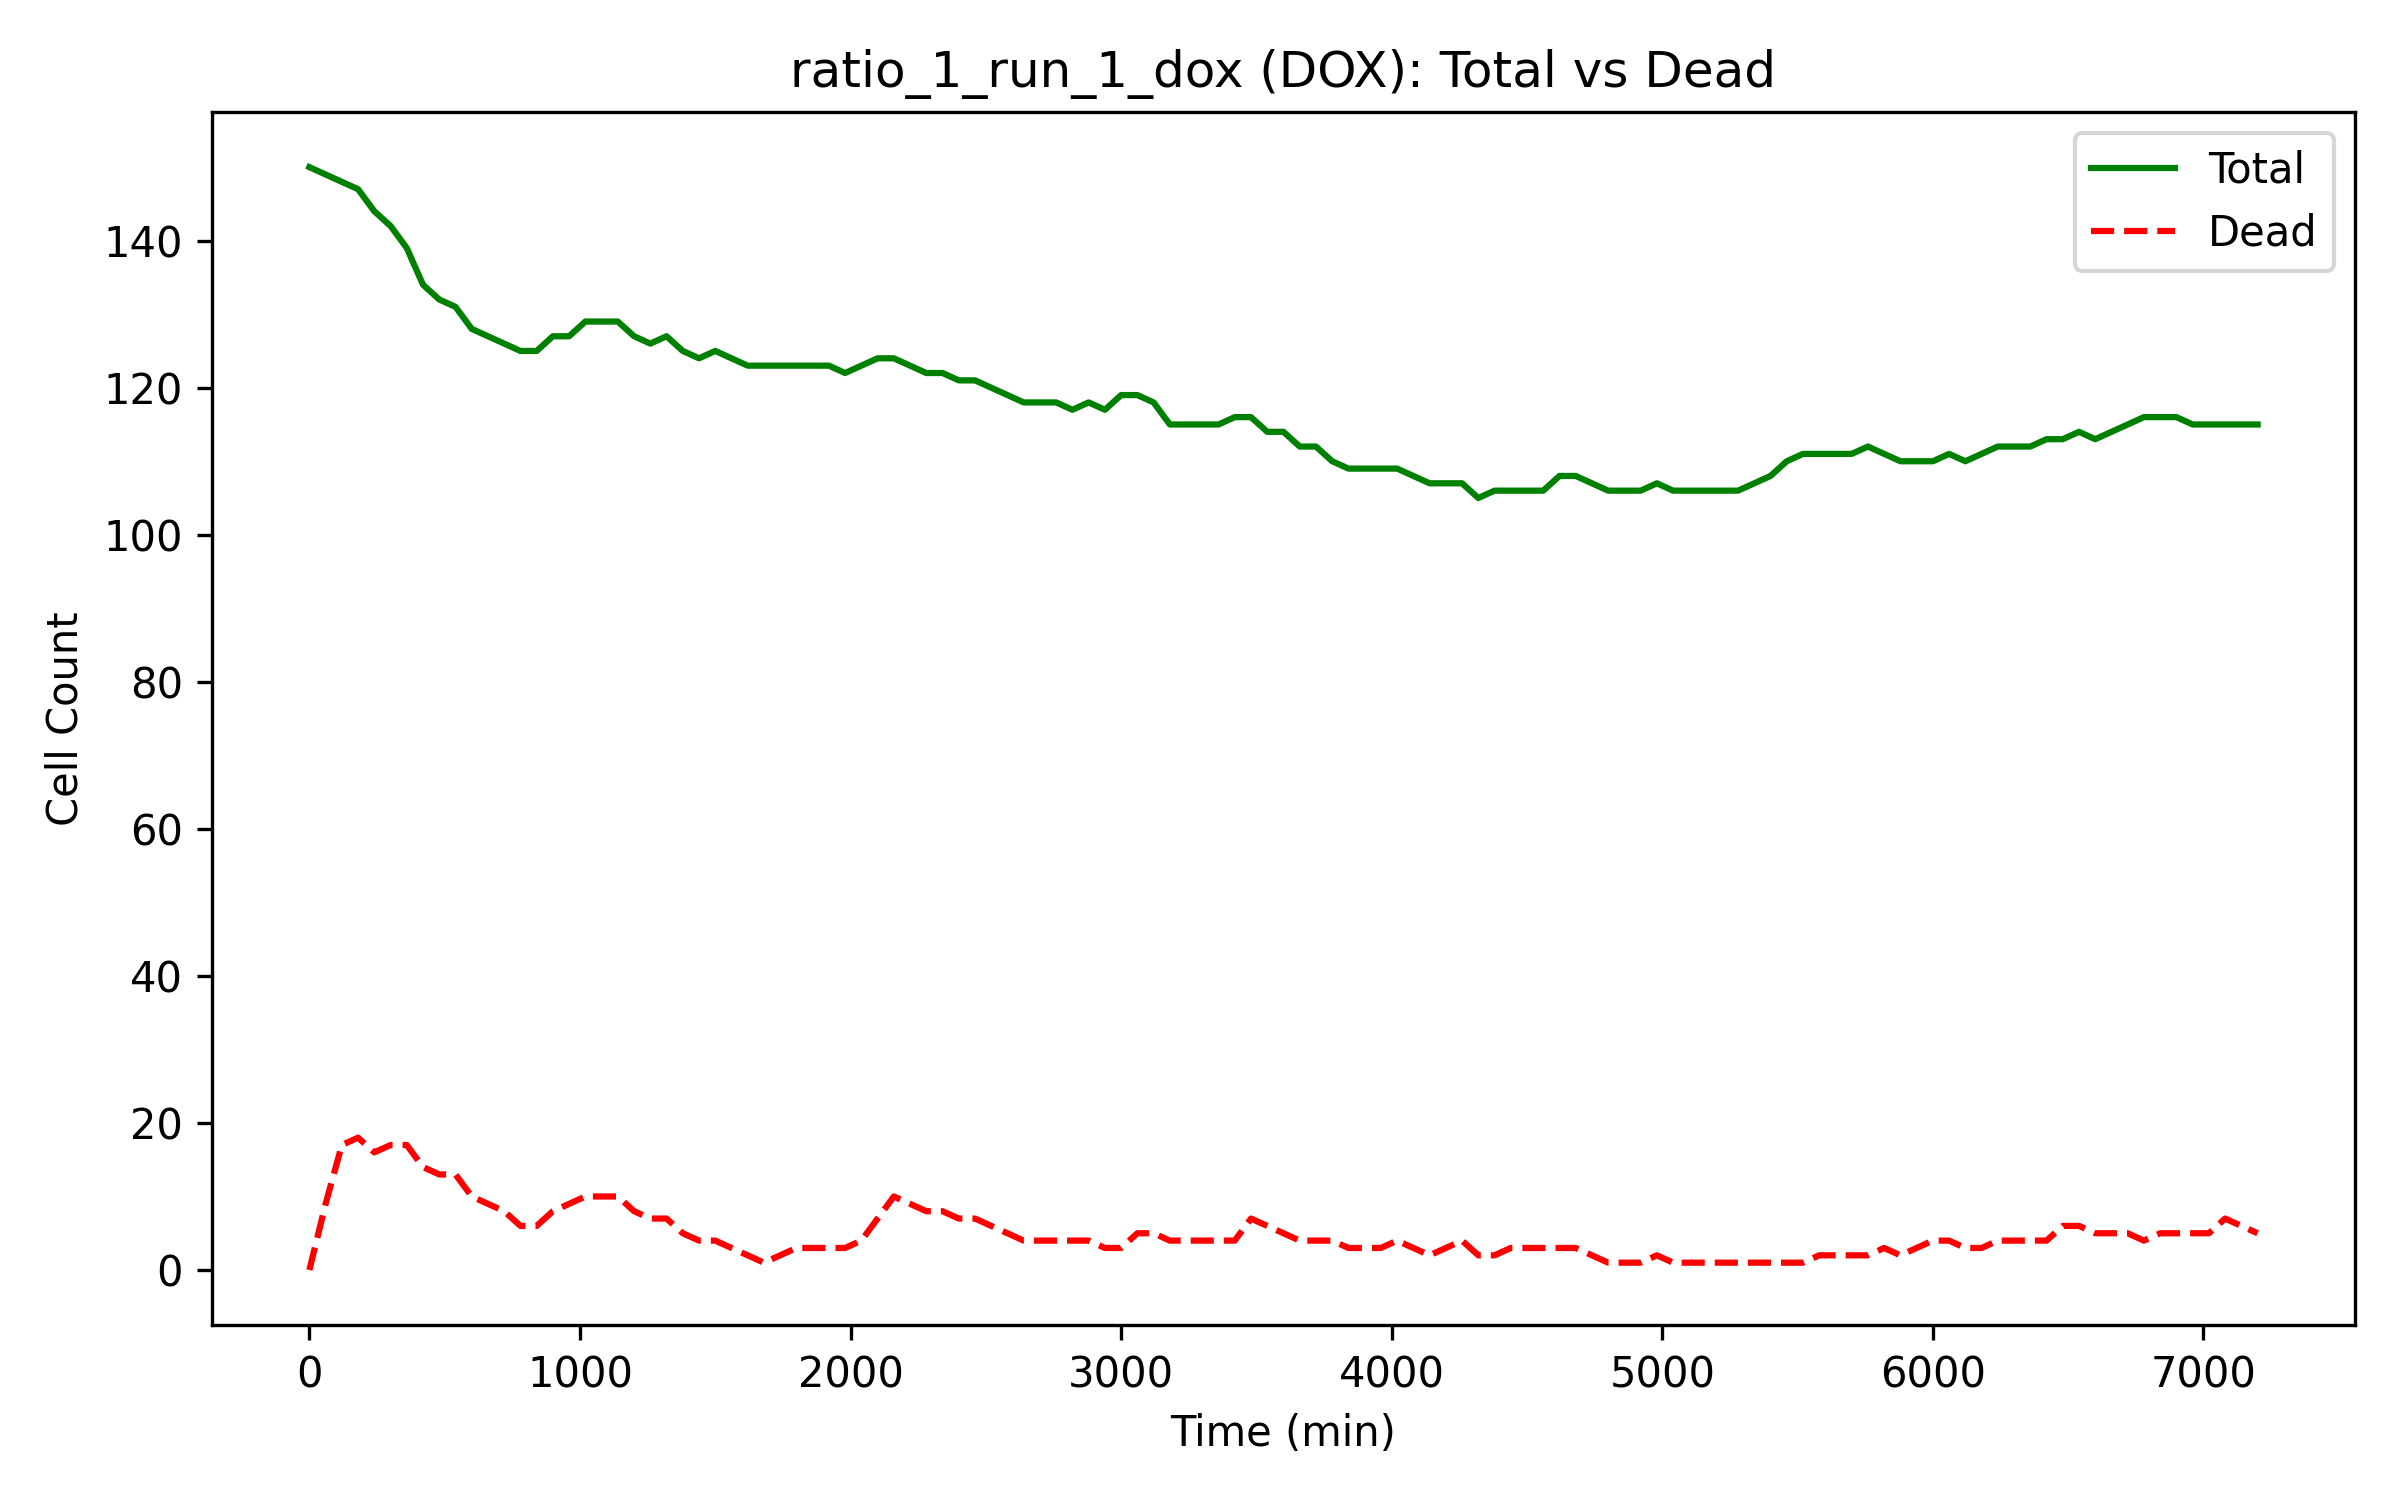 ratio_1_run_1_dox (DOX): Total vs Dead
Total
Dead
Cell Count
140
120
100
80
60
40
20
0
0 1000 2000 3000 4000 5000 6000 7000
Time (min)